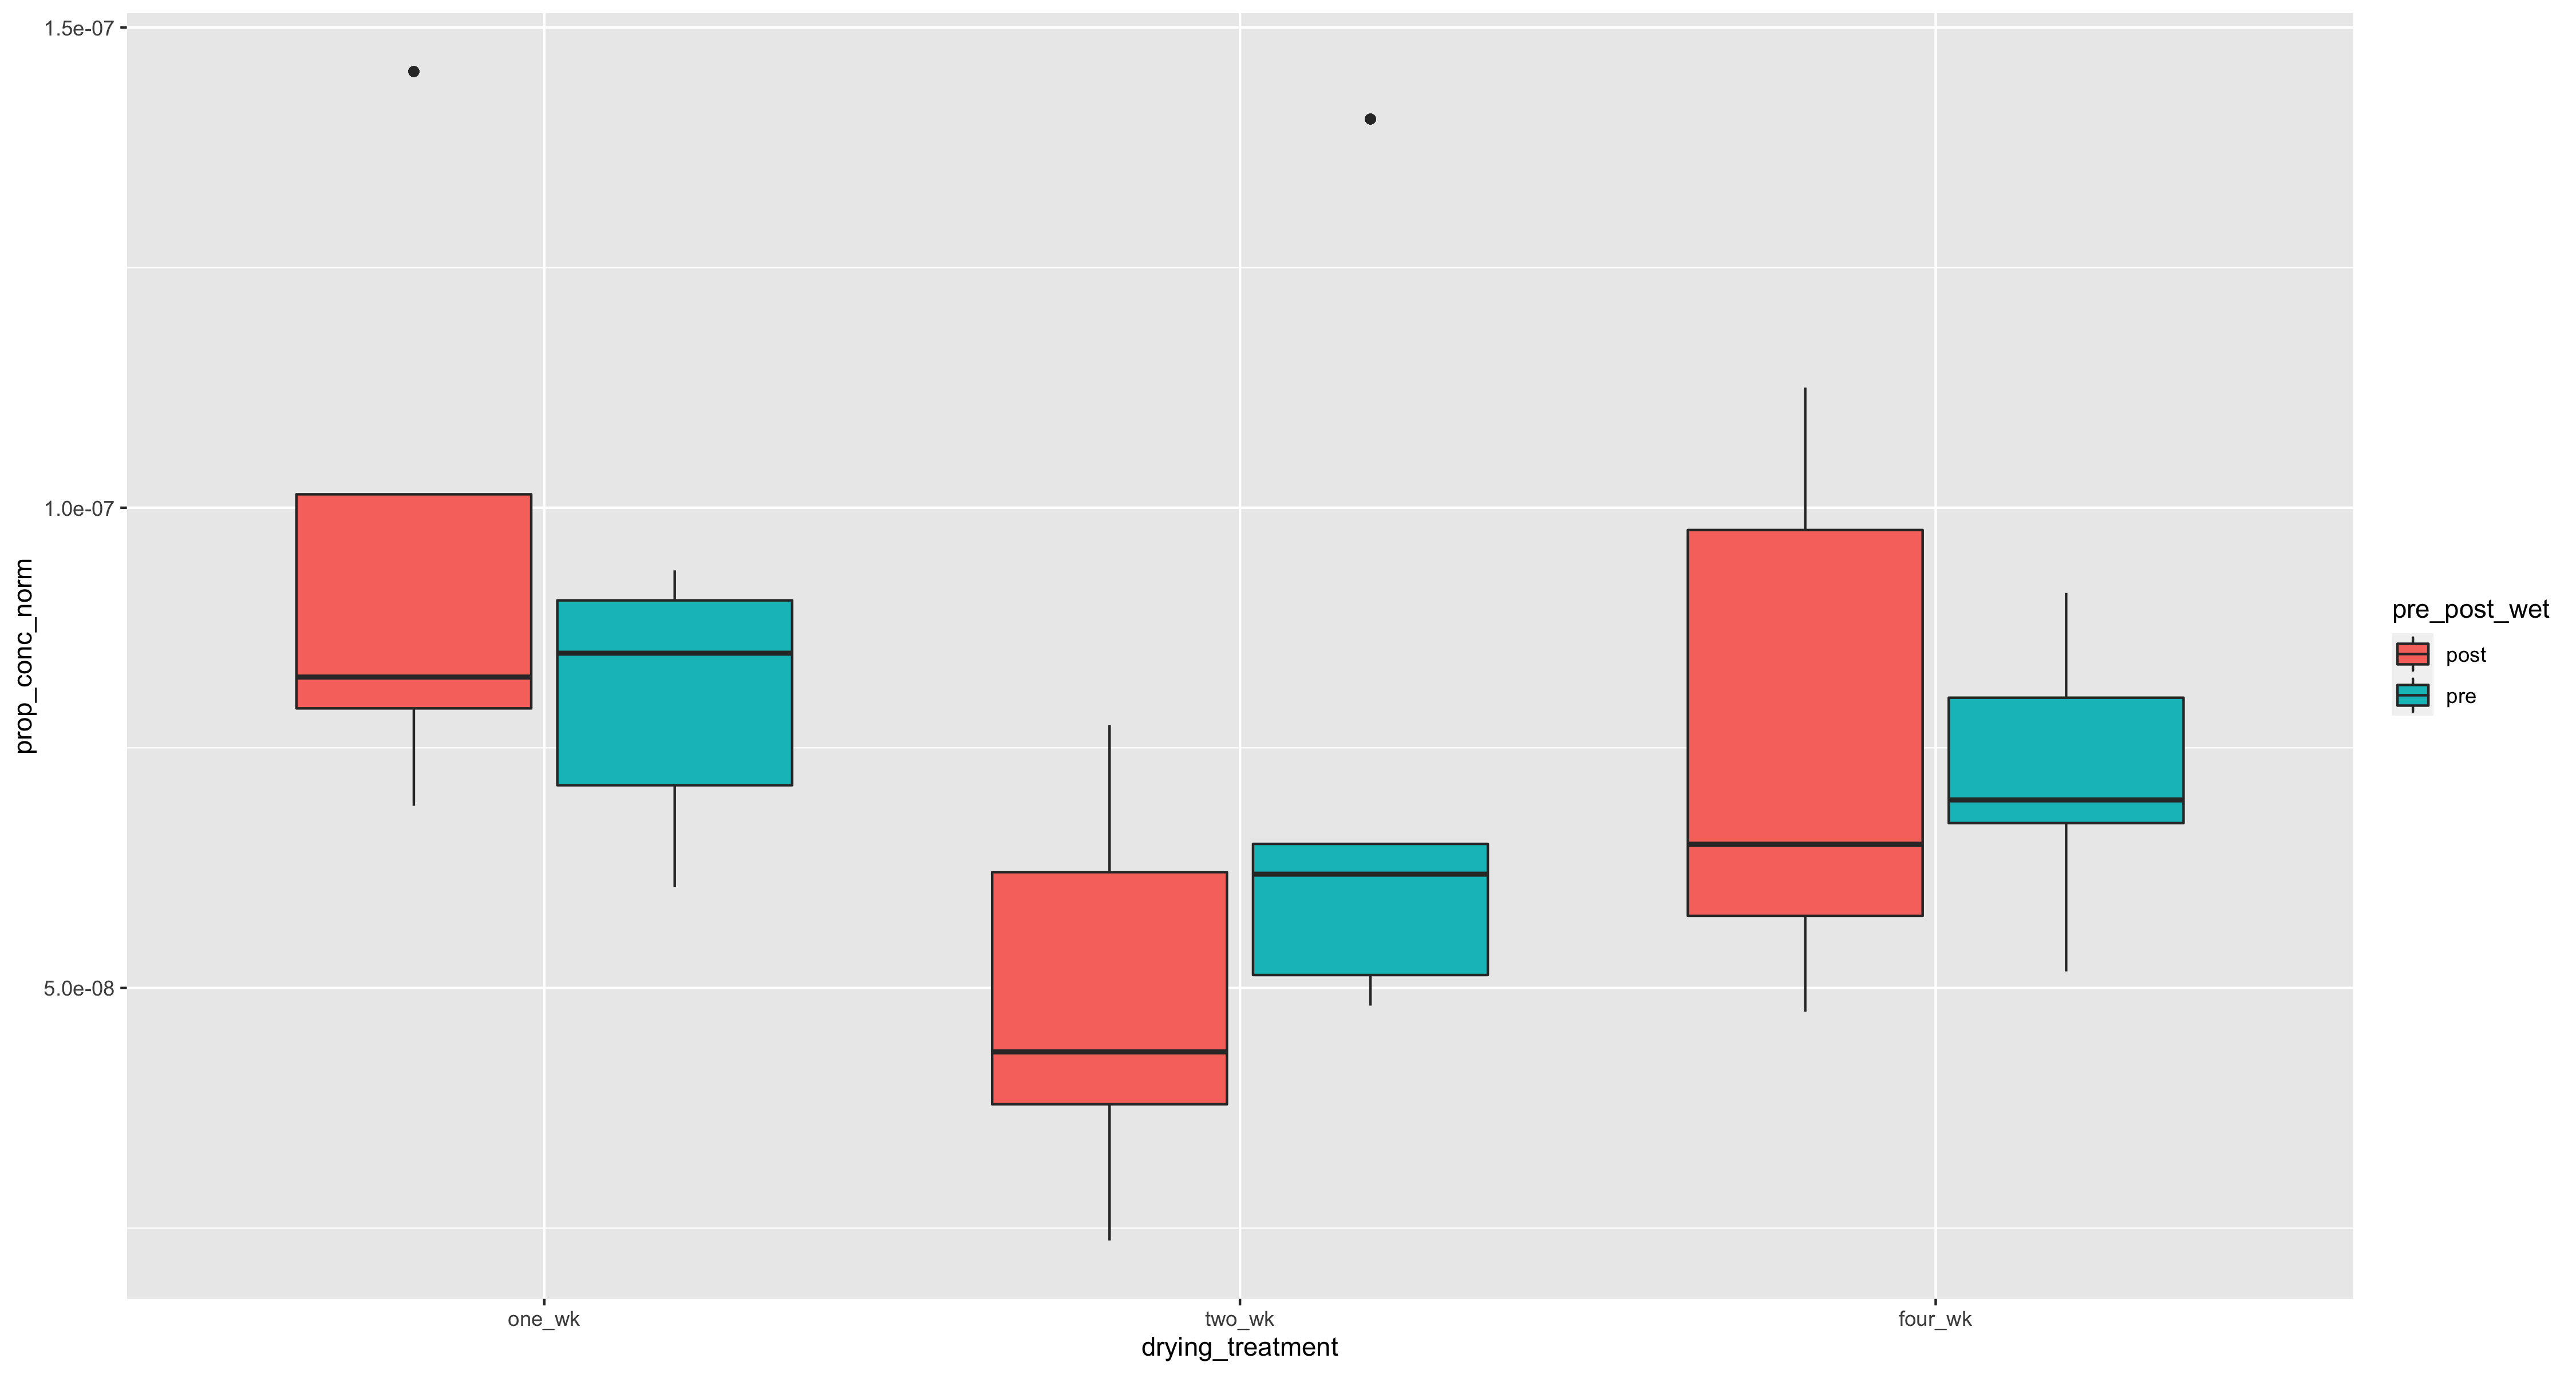 1.5e-07
1.0e-07
5.0e-08
prop_conc_norm
one_wk
two_wk
four_wk
drying_treatment
pre_post_wet
post
pre